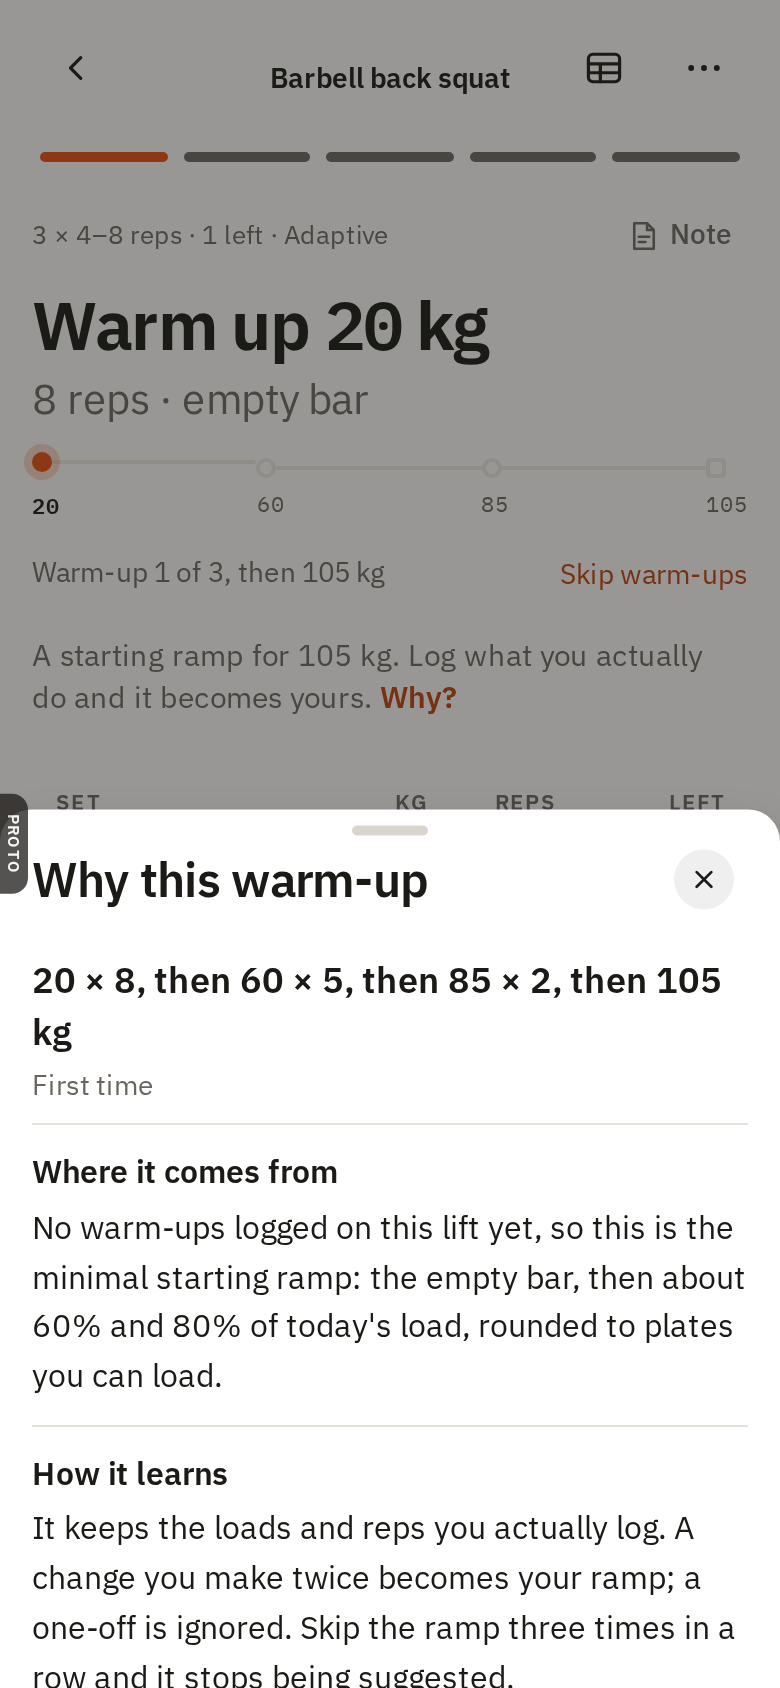 Barbell back squat
3 × 4–8 reps · 1 left · Adaptive
Note
Warm up 20 kg
8 reps · empty bar
20
60
85
105
Warm-up 1 of 3, then 105 kg
Skip warm-ups
A starting ramp for 105 kg. Log what you actually
do and it becomes yours. Why?
SET KG REPS LEFT
PROTO
Why this warm-up
20 × 8, then 60 × 5, then 85 × 2, then 105
kg
First time
Where it comes from
No warm-ups logged on this lift yet, so this is the
minimal starting ramp: the empty bar, then about
60% and 80% of today's load, rounded to plates
you can load.
How it learns
It keeps the loads and reps you actually log. A
change you make twice becomes your ramp; a
one-off is ignored. Skip the ramp three times in a
row and it stops being suggested.